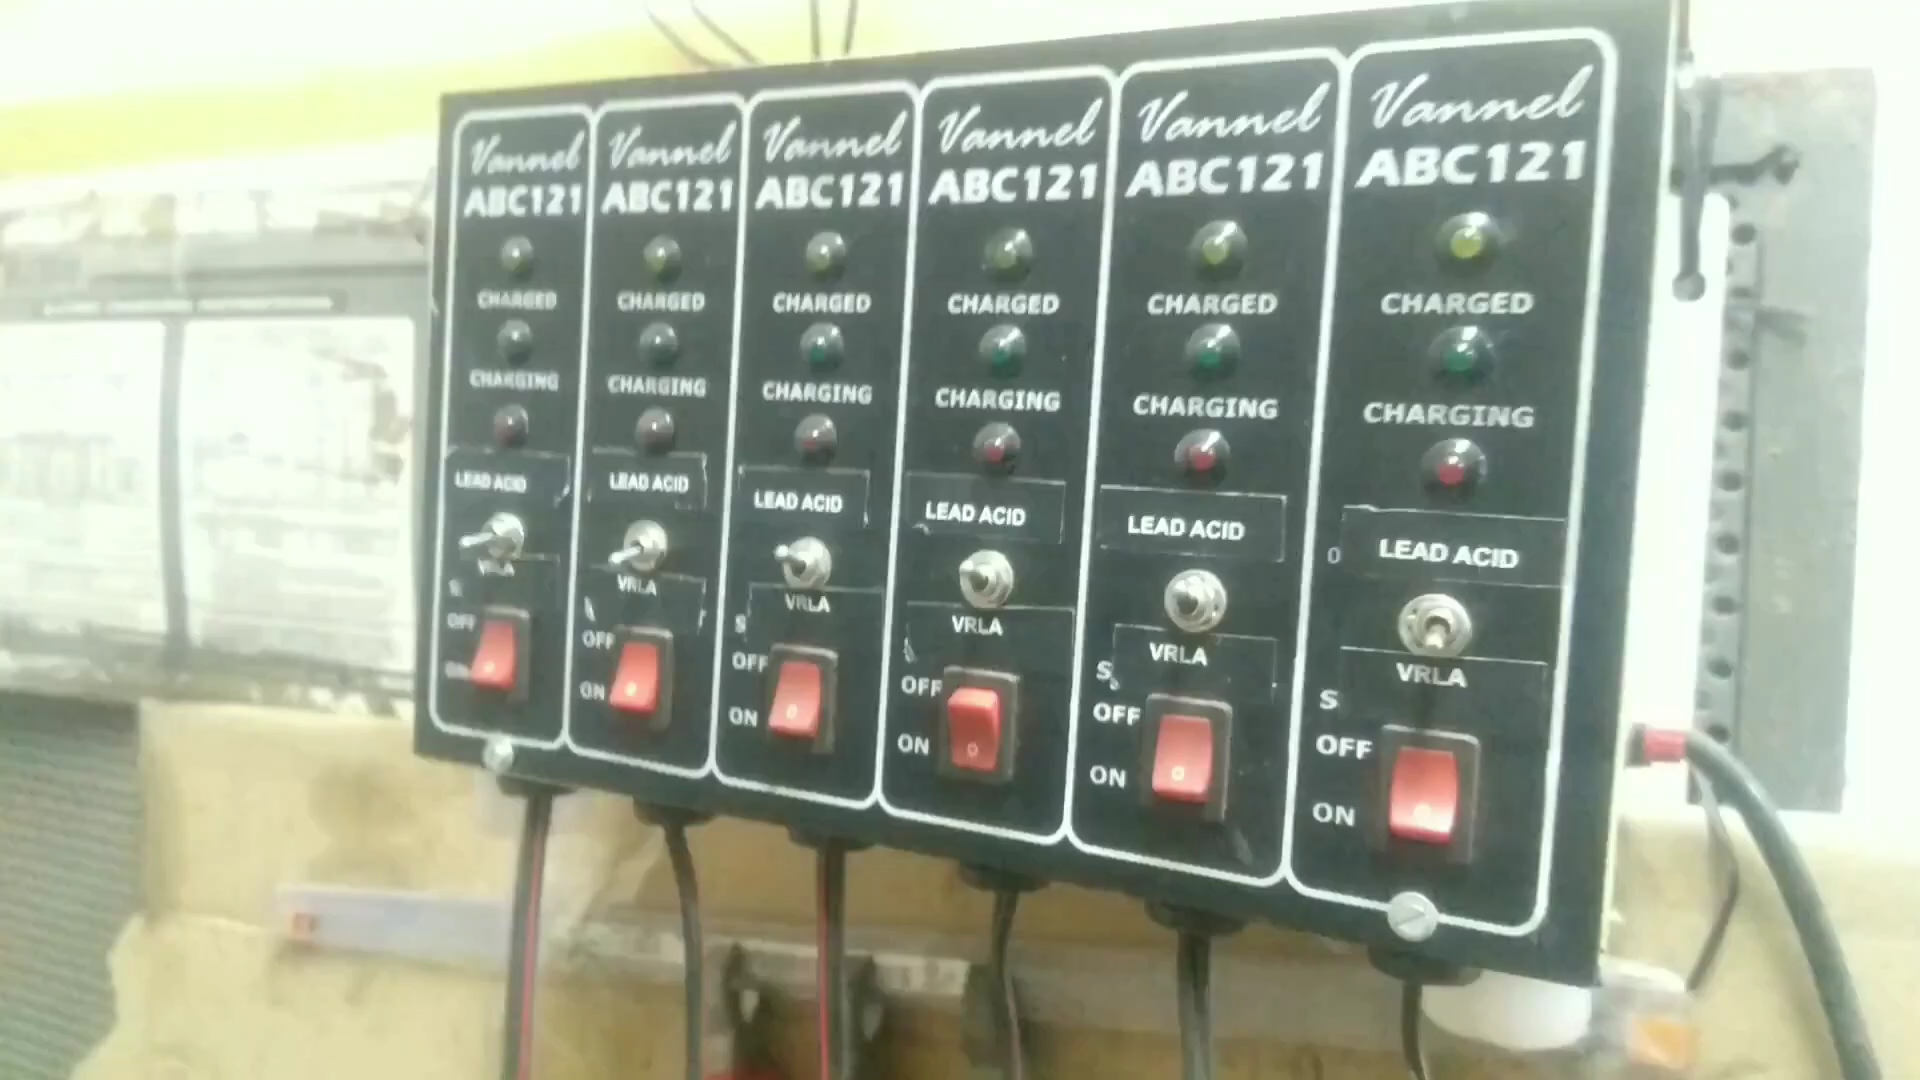 Vannel
ABC121
CHARGED
CHARGING
LEAD ACID
VRLA
S
OFF
ON
Vannel
ABC121
CHARGED
CHARGING
LEAD ACID
VRLA
OFF
ON
Vannel
ABC121
CHARGED
CHARGING
LEAD ACID
VRLA
S
OFF
ON
Vannel
ABC121
CHARGED
CHARGING
LEAD ACID
VRLA
OFF
ON
Vannel
ABC121
CHARGED
CHARGING
LEAD ACID
VRLA
S
OFF
ON
Vannel
ABC121
CHARGED
CHARGING
LEAD ACID
VRLA
S
OFF
ON